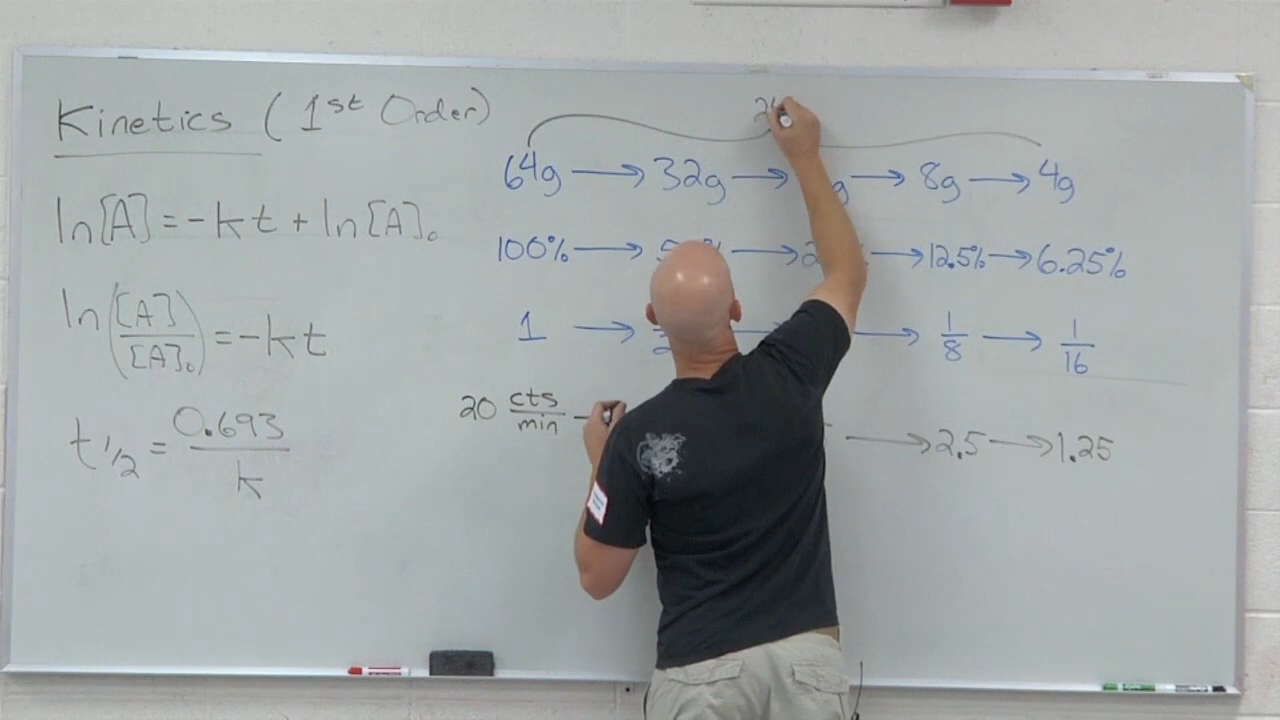 Kinetics (1st Order)
ln[A] = -kt + ln[A]₀
ln([A]/[A]₀) = -kt
t½ = 0.693/k
64g → 32g → g → 8g → 4g
100% → % → → 12.5% → 6.25%
1 → → 1/8 → 1/16
20 cts/min → 2.5 → 1.25